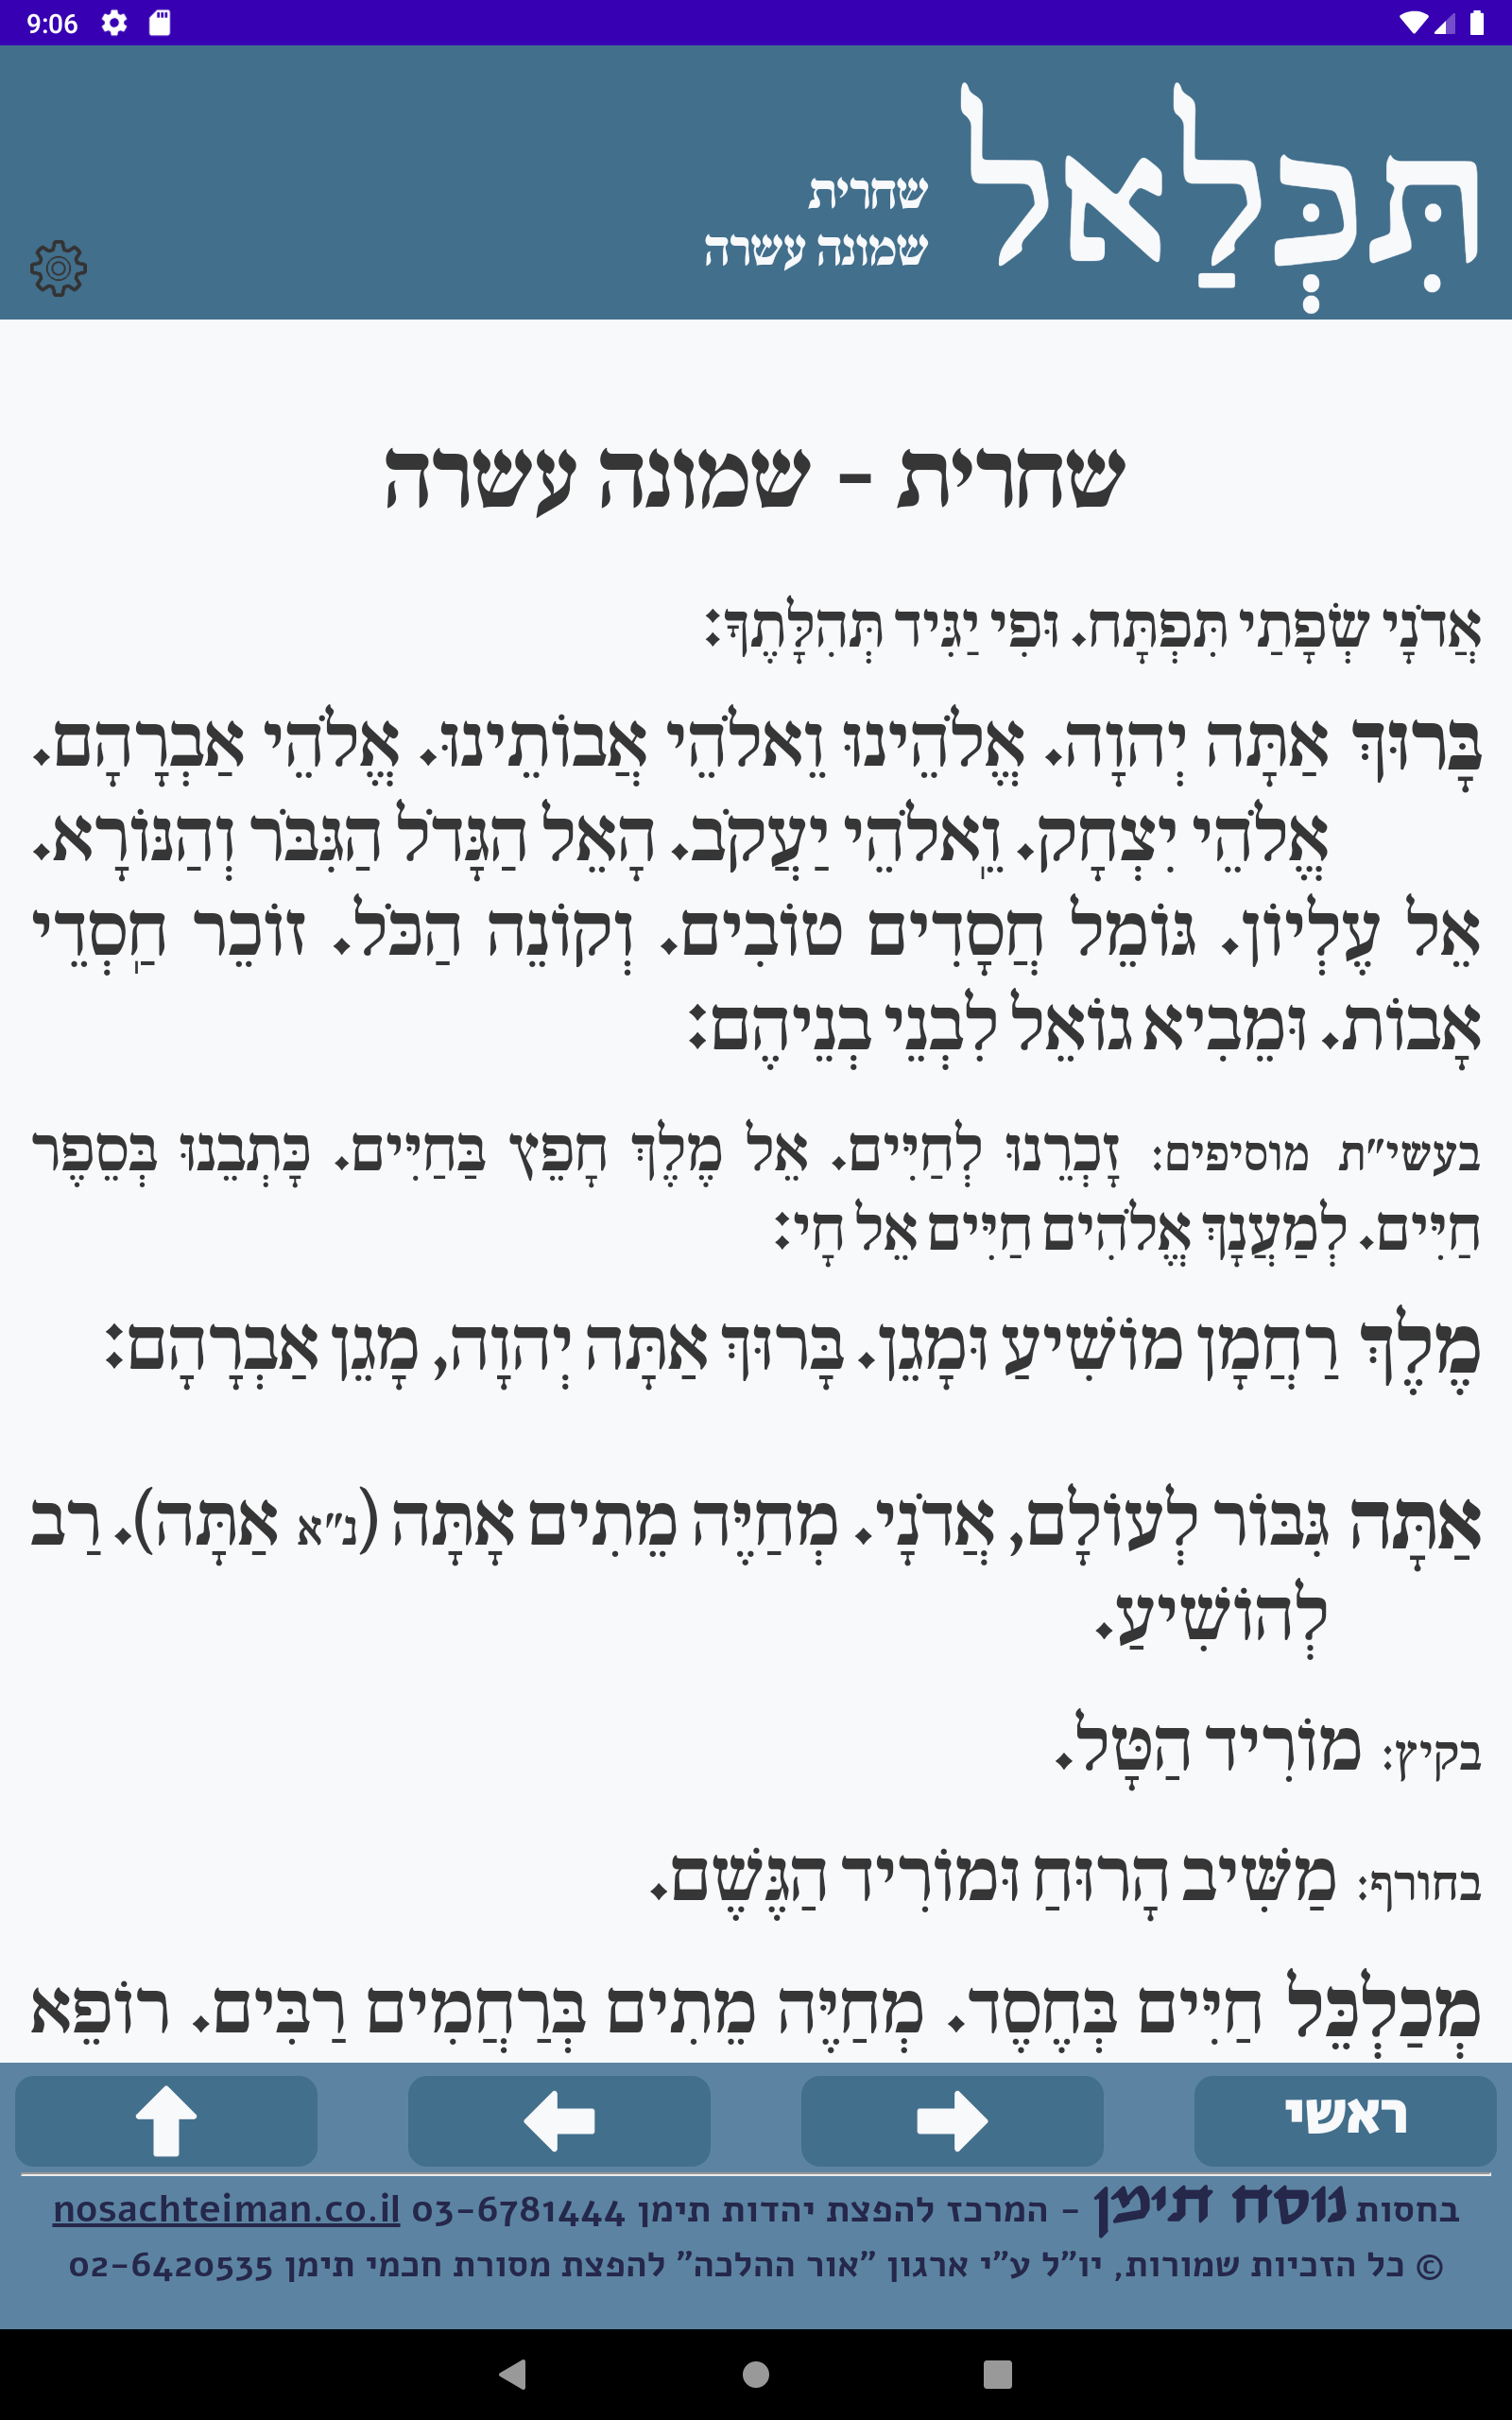 9:06
תִּכְּלַאל
שחרית
שמונה עשרה
שחרית - שמונה עשרה
אֲדֹנָי שְׂפָתַי תִּפְתָּח. וּפִי יַגִּיד תְּהִלָּתֶךָ:
בָּרוּךְ אַתָּה יְהוָה. אֱלֹהֵינוּ וֵאלֹהֵי אֲבוֹתֵינוּ. אֱלֹהֵי אַבְרָהָם.
אֱלֹהֵי יִצְחָק. וֵֽאלֹהֵי יַעֲקֹב. הָאֵל הַגָּדֹל הַגִּבֹּר וְהַנּוֹרָא.
אֵל עֶלְיוֹן. גּוֹמֵל חֲסָדִים טוֹבִים. וְקוֹנֵה הַכֹּל. זוֹכֵר חַֽסְדֵי
אָבוֹת. וּמֵבִיא גוֹאֵל לִבְנֵי בְנֵיהֶם:
בעשי"ת מוסיפים: זָכְרֵנוּ לְחַיִּים. אֵל מֶלֶךְ חָפֵץ בַּחַיִּים. כָּתְבֵנוּ בְּסֵפֶר
חַיִּים. לְמַעֲנָךְ אֱלֹהִים חַיִּים אֵל חָי:
מֶלֶךְ רַחֲמָן מוֹשִׁיעַ וּמָגֵן. בָּרוּךְ אַתָּה יְהוָה, מָגֵן אַבְרָהָם:
אַתָּה גִּבּוֹר לְעוֹלָם, אֲדֹנָי. מְחַיֶּה מֵתִים אָתָּה (נ"א אַתָּה). רַב
לְהוֹשִׁיעַ.
בקיץ: מוֹרִיד הַטָּל.
בחורף: מַשִּׁיב הָרוּחַ וּמוֹרִיד הַגֶּשֶׁם.
מְכַלְכֵּל חַיִּים בְּחֶסֶד. מְחַיֶּה מֵתִים בְּרַחֲמִים רַבִּים. רוֹפֵא
ראשי
בחסות נוסח תימן - המרכז להפצת יהדות תימן 03-6781444 nosachteiman.co.il
© כל הזכויות שמורות, יו"ל ע"י ארגון "אור ההלכה" להפצת מסורת חכמי תימן 02-6420535